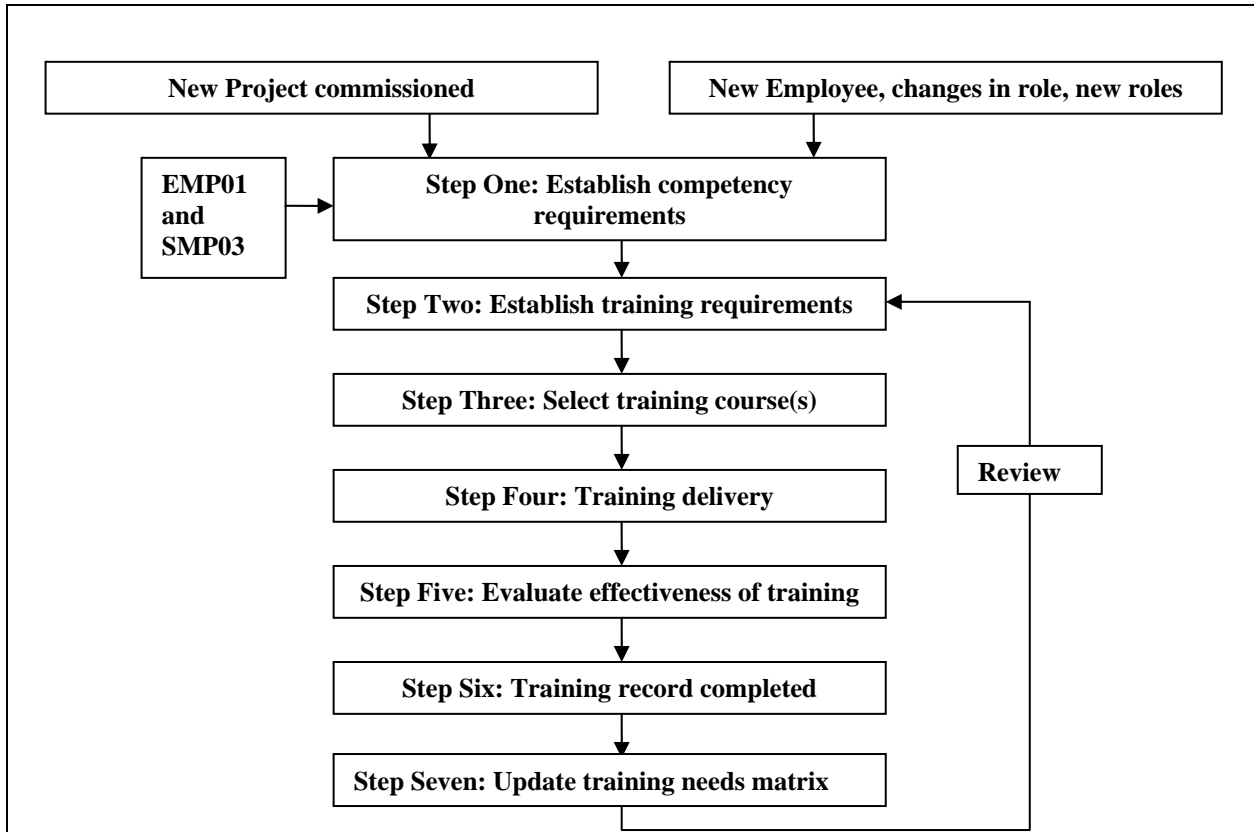 New Project commissioned
New Employee, changes in role, new roles
EMP01
and
SMP03
Step One: Establish competency
requirements
Step Two: Establish training requirements
Step Three: Select training course(s)
Review
Step Four: Training delivery
Step Five: Evaluate effectiveness of training
Step Six: Training record completed
Step Seven: Update training needs matrix